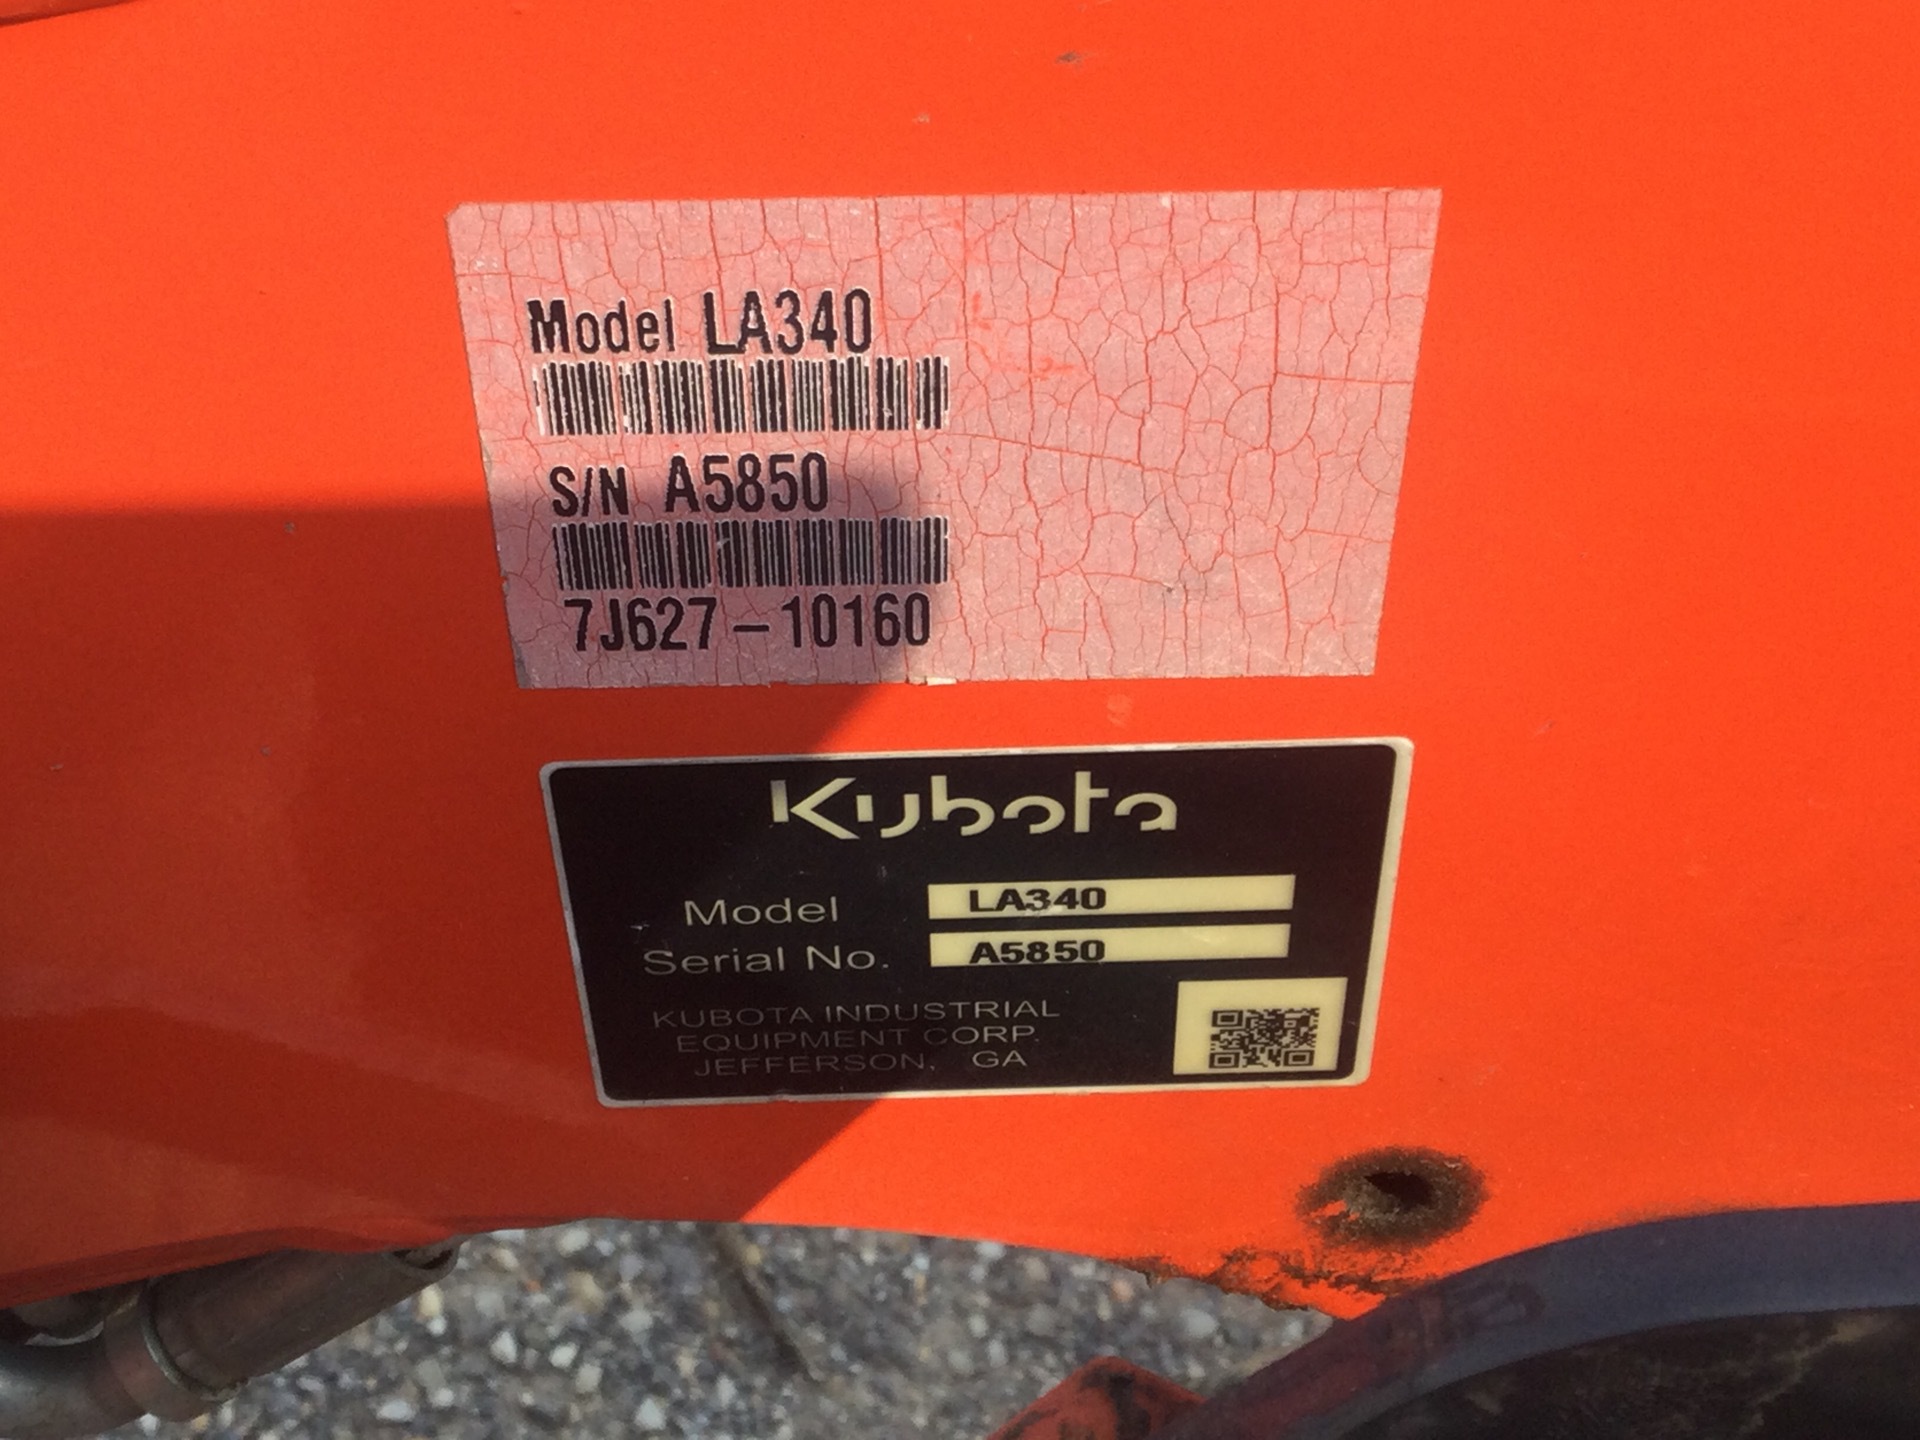 Model LA340
S/N A5850
7J627-10160
Kubota
Model LA340
Serial No. A5850
KUBOTA INDUSTRIAL
EQUIPMENT CORP.
JEFFERSON, GA